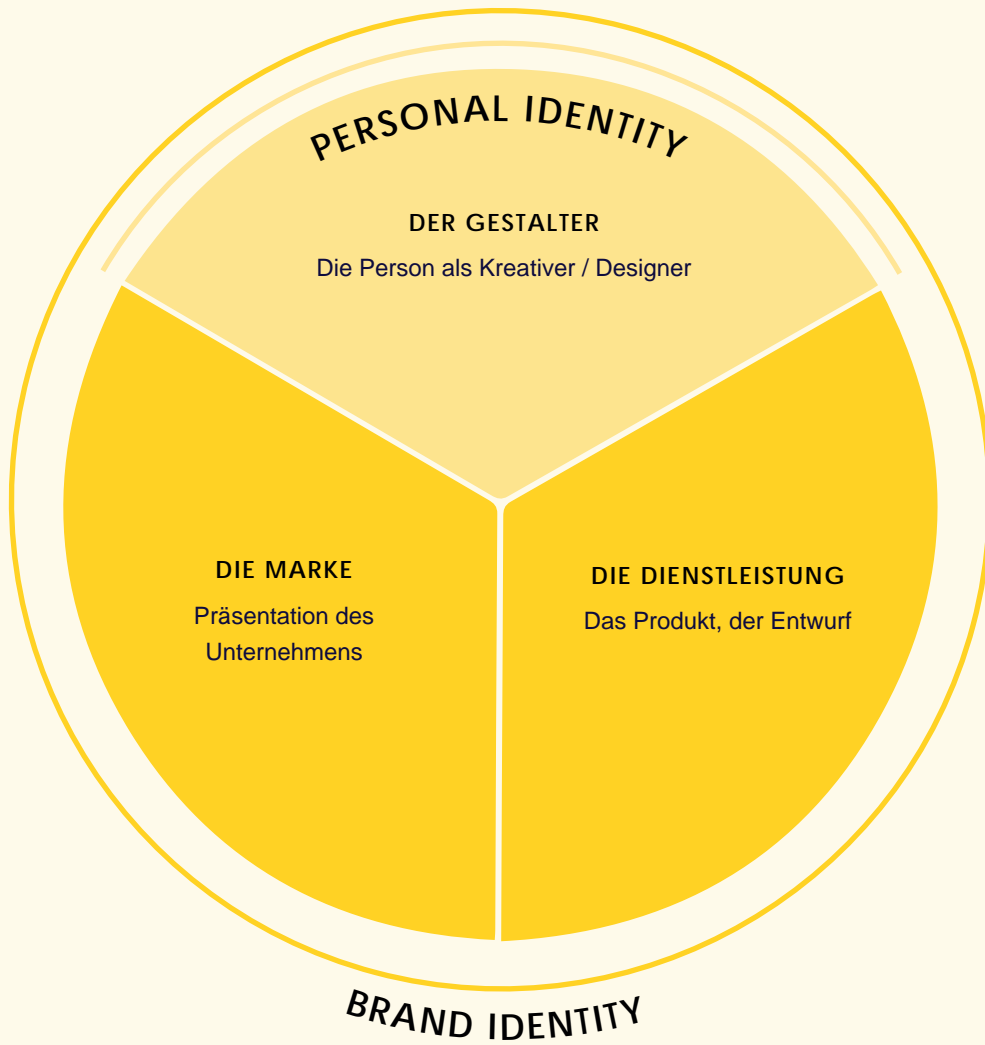 PERSONAL IDENTITY
DER GESTALTER
Die Person als Kreativer / Designer
DIE MARKE
Präsentation des
Unternehmens
DIE DIENSTLEISTUNG
Das Produkt, der Entwurf
BRAND IDENTITY